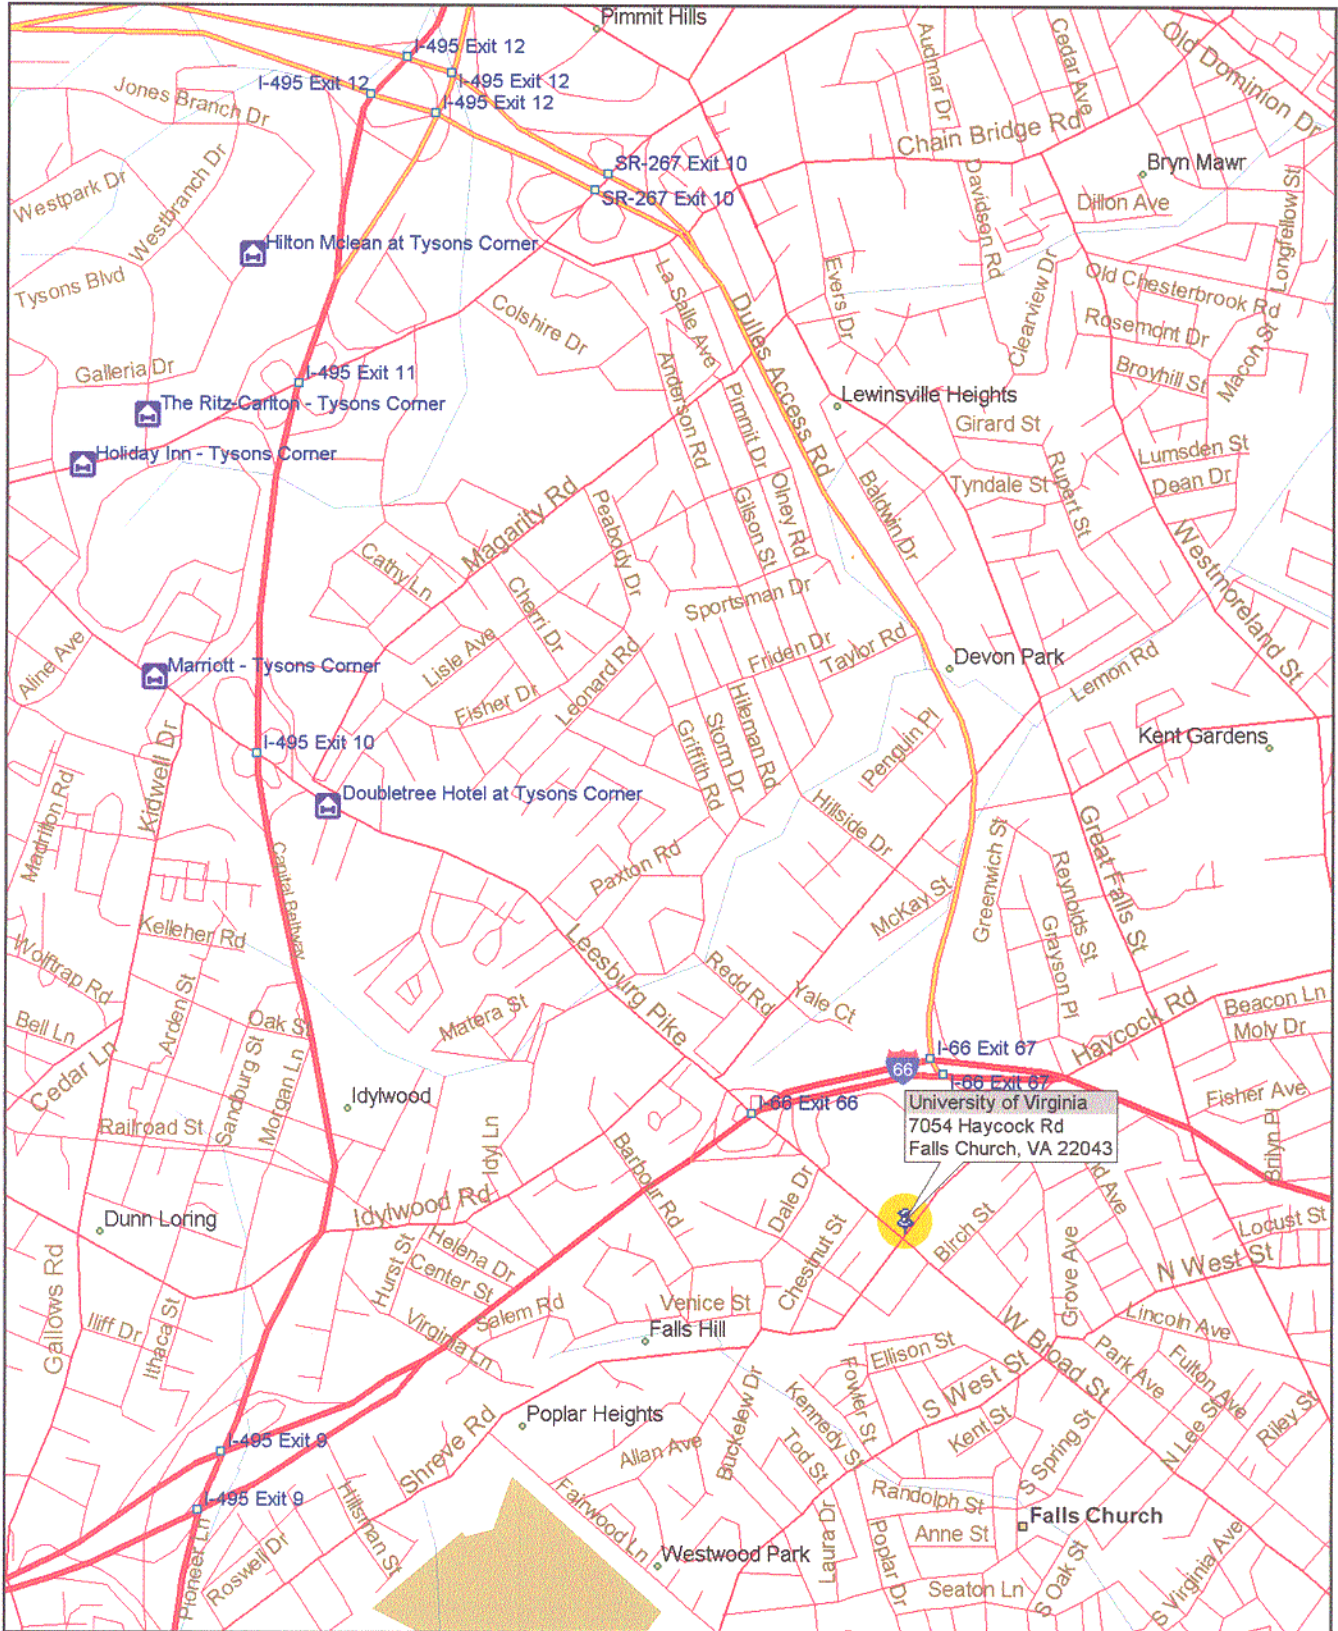 Pimmit Hills
I-495 Exit 12
I-495 Exit 12
I-495 Exit 12
I-495 Exit 12
Jones Branch Dr
Audmar Dr
Cedar Ave
Old Dominion Dr
Chain Bridge Rd
SR-267 Exit 10
SR-267 Exit 10
Bryn Mawr
Dillon Ave
Davidson Rd
Longfellow St
Westpark Dr
Westbranch Dr
Hilton Mclean at Tysons Corner
Tysons Blvd
La Salle Ave
Evers Dr
Clearview Dr
Old Chesterbrook Rd
Colshire Dr
Dulles Access Rd
Rosemont Dr
Galleria Dr
I-495 Exit 11
Broyhill St
Macon St
Anderson Rd
Pimmit Dr
Lewinsville Heights
The Ritz-Carlton - Tysons Corner
Girard St
Holiday Inn - Tysons Corner
Lumsden St
Dean Dr
Rupert St
Tyndale St
Baldwin Dr
Olney Rd
Gilson St
Magarity Rd
Peabody Dr
Westmoreland St
Cathy Ln
Cherri Dr
Sportsman Dr
Aline Ave
Lisle Ave
Leonard Rd
Friden Dr
Taylor Rd
Devon Park
Lemon Rd
Marriott - Tysons Corner
Fisher Dr
Hileman Rd
Storm Dr
Griffith Rd
Penguin Pl
Kent Gardens
Kidwell Dr
I-495 Exit 10
Doubletree Hotel at Tysons Corner
Madrillon Rd
Hillside Dr
Great Falls St
Greenwich St
Reynolds St
Grayson Pl
Capital Beltway
Paxton Rd
McKay St
Kelleher Rd
Wolftrap Rd
Leesburg Pike
Redd Rd
Yale Ct
Arden St
Oak St
Matera St
Bell Ln
Cedar Ln
Sandburg St
Morgan Ln
Haycock Rd
Beacon Ln
Moly Dr
I-66 Exit 67
66
I-66 Exit 67
I-66 Exit 66
Fisher Ave
Idylwood
University of Virginia
7054 Haycock Rd
Falls Church, VA 22043
Railroad St
Idyl Ln
Barbour Rd
Brilyn Pl
Idylwood Rd
Dale Dr
Dunn Loring
Birch St
Locust St
Helena Dr
Center St
Hurst St
Chestnut St
Grove Ave
N West St
Gallows Rd
Iliff Dr
Ithaca St
Salem Rd
Venice St
Virginia Ln
Falls Hill
W Broad St
Lincoln Ave
Ellison St
Park Ave
Fulton Ave
Fowler St
S West St
Buckelew Dr
Kennedy St
Poplar Heights
Shreve Rd
Allan Ave
Tod St
Kent St
S Spring St
N Lee St
Riley St
I-495 Exit 9
I-495 Exit 9
Hillsman St
Fairwood Ln
Randolph St
Falls Church
Laura Dr
Poplar Dr
Anne St
Westwood Park
Pioneer Ln
Roswell Dr
Seaton Ln
S Oak St
S Virginia Ave